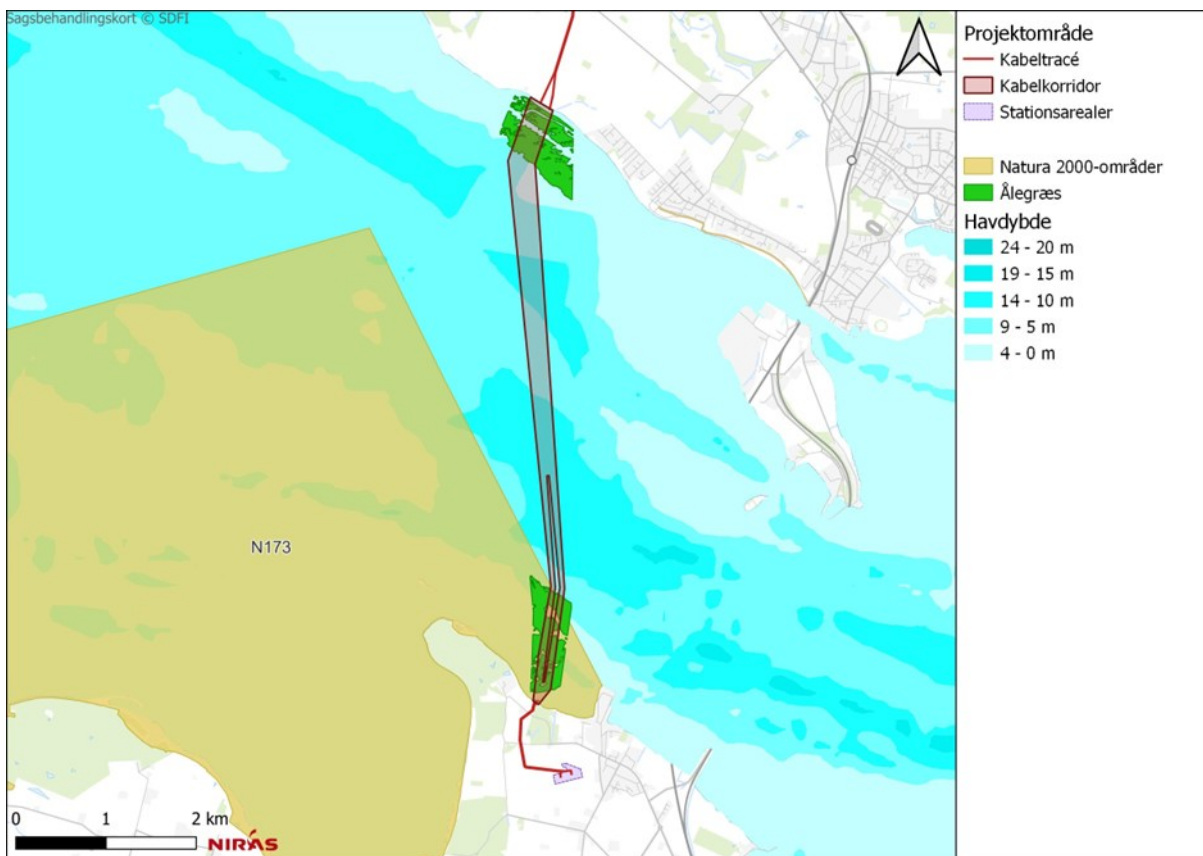 Sagsbehandlingskort © SDFI
Projektområde
Kabeltracé
Kabelkorridor
Stationsarealer
Natura 2000-områder
Ålegræs
Havdybde
24 - 20 m
19 - 15 m
14 - 10 m
9 - 5 m
4 - 0 m
N173
0 1 2 km
NIRÁS